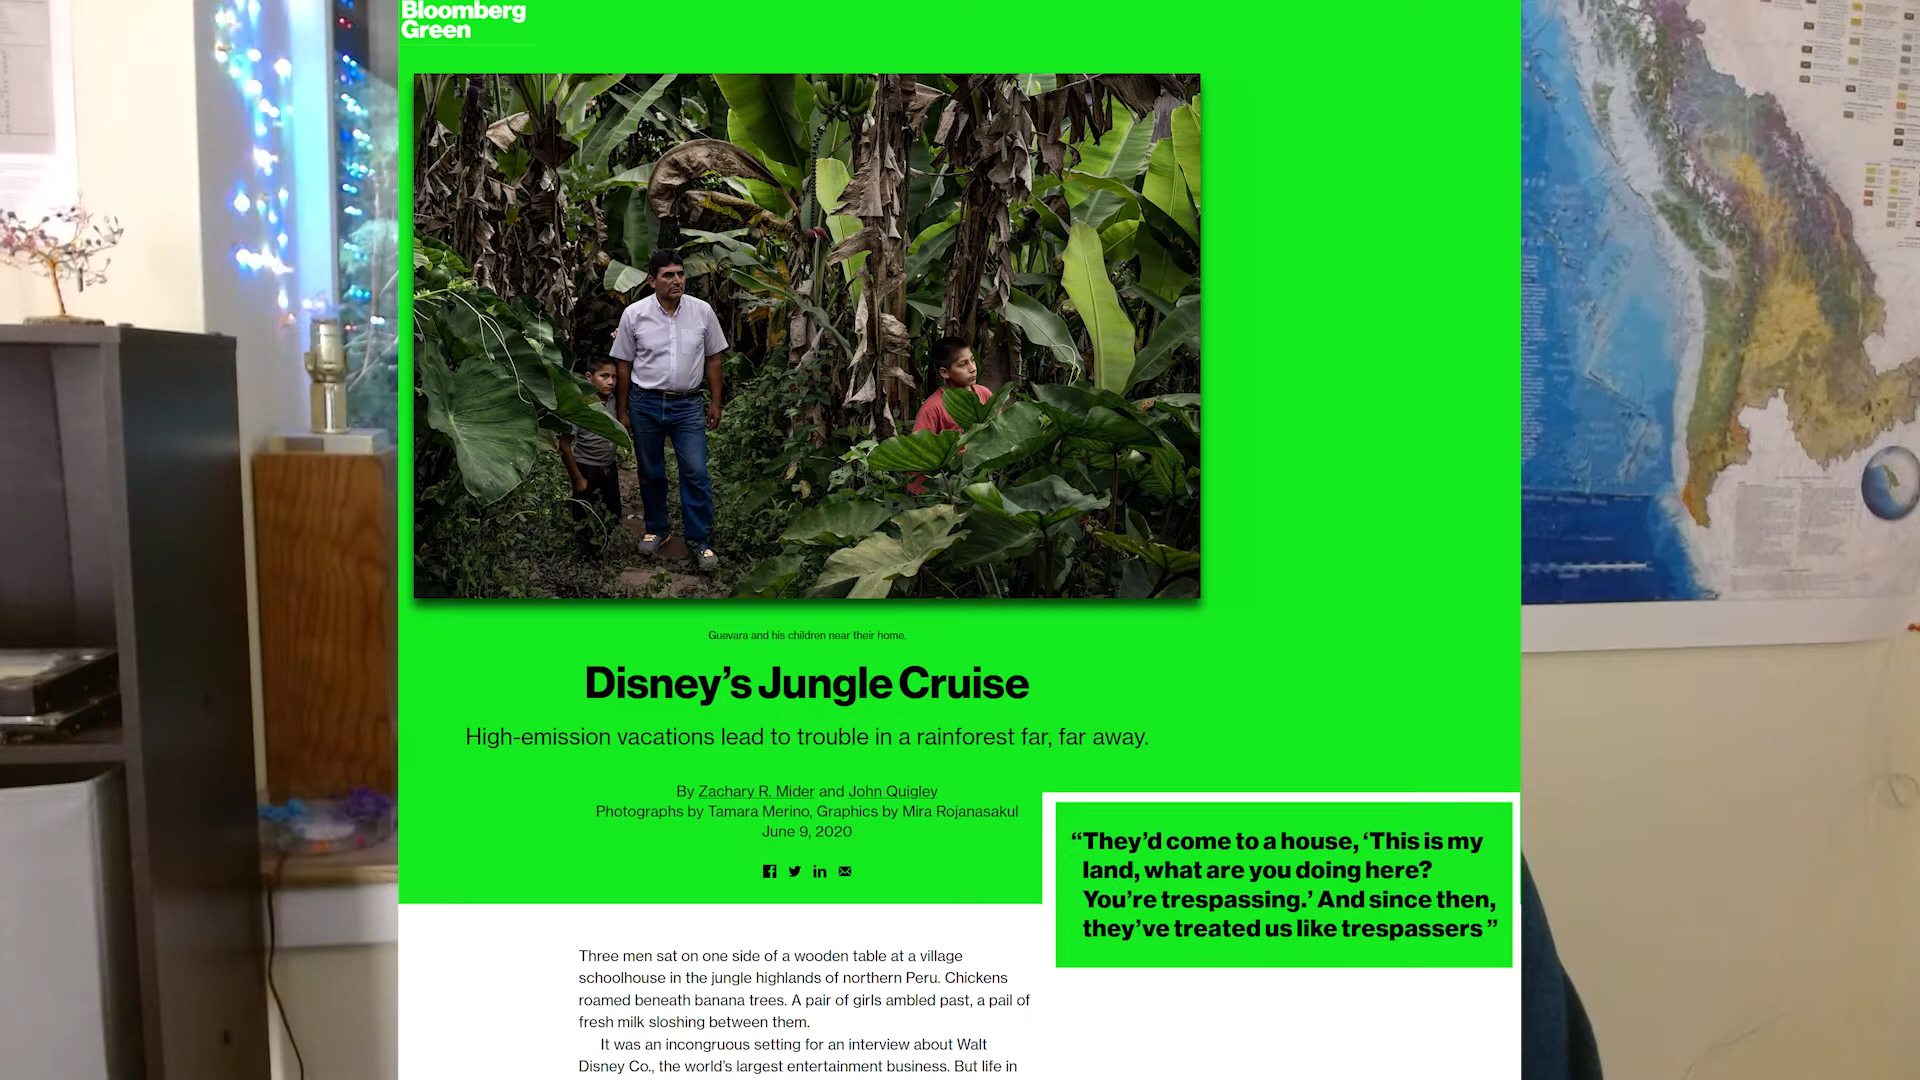 Bloomberg
Green
Guevara and his children near their home.
Disney’s Jungle Cruise
High-emission vacations lead to trouble in a rainforest far, far away.
By Zachary R. Mider and John Quigley
Photographs by Tamara Merino, Graphics by Mira Rojanasakul
June 9, 2020
“They’d come to a house, ‘This is my
land, what are you doing here?
You’re trespassing.’ And since then,
they’ve treated us like trespassers ”
Three men sat on one side of a wooden table at a village
schoolhouse in the jungle highlands of northern Peru. Chickens
roamed beneath banana trees. A pair of girls ambled past, a pail of
fresh milk sloshing between them.
It was an incongruous setting for an interview about Walt
Disney Co., the world’s largest entertainment business. But life in